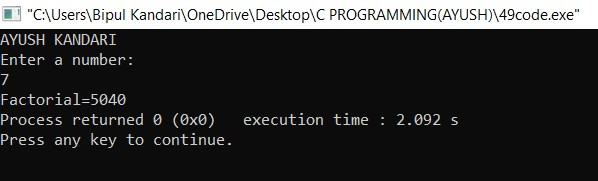 "C:\Users\Bipul Kandari\OneDrive\Desktop\C PROGRAMMING(AYUSH)\49code.exe"
AYUSH KANDARI
Enter a number:
7
Factorial=5040
Process returned 0 (0x0)   execution time : 2.092 s
Press any key to continue.